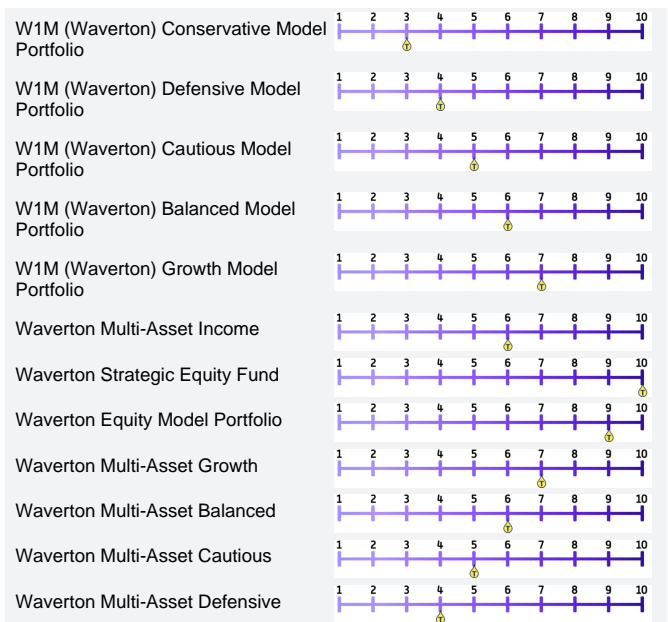 1 2 3 4 5 6 7 8 9 10
W1M (Waverton) Conservative Model
Portfolio
T
1 2 3 4 5 6 7 8 9 10
W1M (Waverton) Defensive Model
Portfolio
T
1 2 3 4 5 6 7 8 9 10
W1M (Waverton) Cautious Model
Portfolio
T
1 2 3 4 5 6 7 8 9 10
W1M (Waverton) Balanced Model
Portfolio
T
1 2 3 4 5 6 7 8 9 10
W1M (Waverton) Growth Model
Portfolio
T
1 2 3 4 5 6 7 8 9 10
Waverton Multi-Asset Income
T
1 2 3 4 5 6 7 8 9 10
Waverton Strategic Equity Fund
T
1 2 3 4 5 6 7 8 9 10
Waverton Equity Model Portfolio
T
1 2 3 4 5 6 7 8 9 10
Waverton Multi-Asset Growth
T
1 2 3 4 5 6 7 8 9 10
Waverton Multi-Asset Balanced
T
1 2 3 4 5 6 7 8 9 10
Waverton Multi-Asset Cautious
T
1 2 3 4 5 6 7 8 9 10
Waverton Multi-Asset Defensive
T